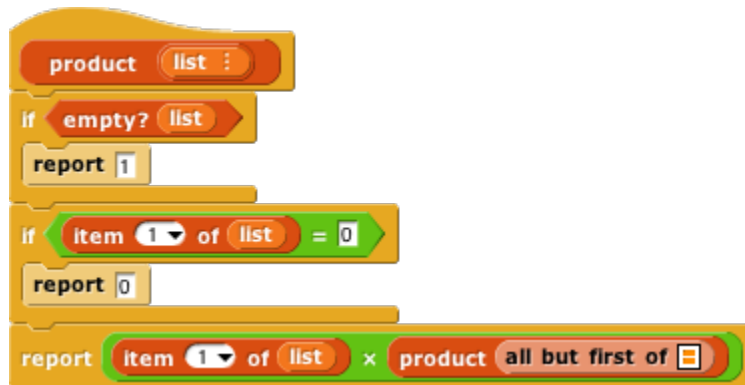 product list ⋮
if empty? list
report 1
if item 1 of list = 0
report 0
report item 1 of list × product all but first of